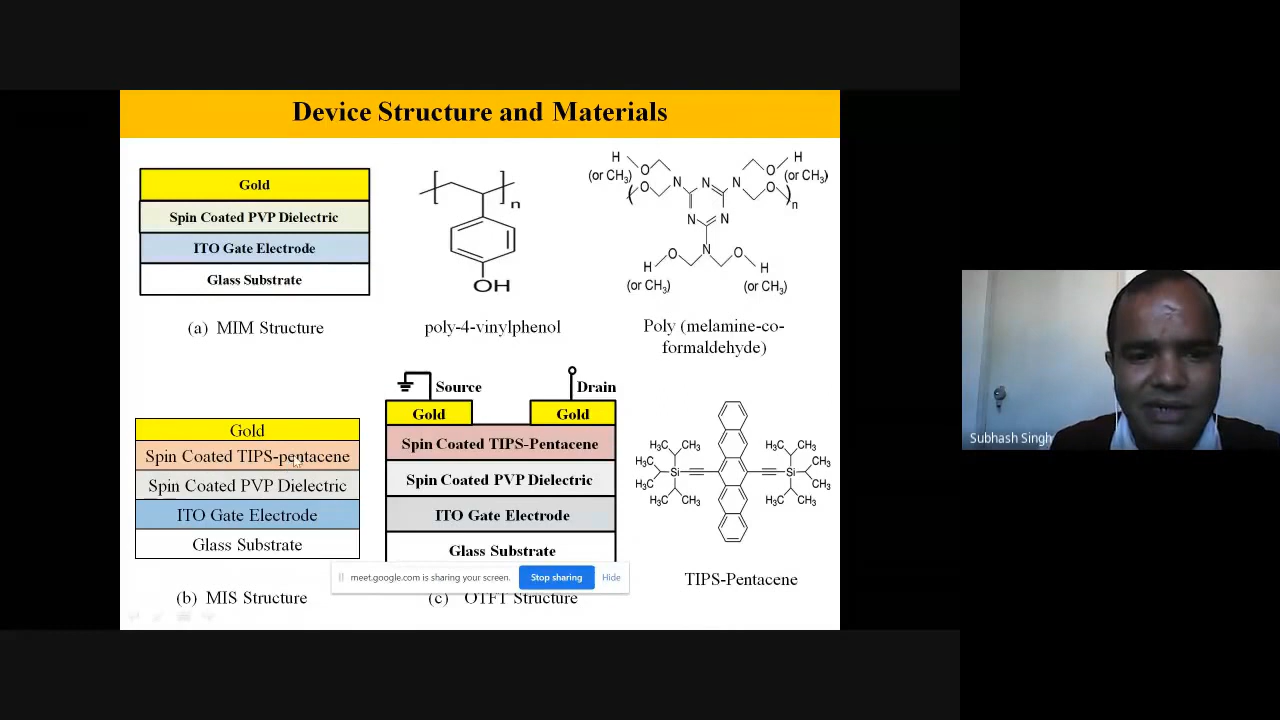 Device Structure and Materials
Gold
Spin Coated PVP Dielectric
ITO Gate Electrode
Glass Substrate
(a) MIM Structure
n
OH
poly-4-vinylphenol
H
(or CH₃)
O
O
N
N
N
N
N
O
O
H
(or CH₃)
n
N
O
H
(or CH₃)
O
H
(or CH₃)
Poly (melamine-co-
formaldehyde)
Gold
Spin Coated TIPS-pentacene
Spin Coated PVP Dielectric
ITO Gate Electrode
Glass Substrate
(b) MIS Structure
Source
Drain
Gold
Gold
Spin Coated TIPS-Pentacene
Spin Coated PVP Dielectric
ITO Gate Electrode
Glass Substrate
meet.google.com is sharing your screen.
Stop sharing
Hide
(c) OTFT Structure
H₃C
CH₃
H₃C
H₃C
Si
H₃C
CH₃
CH₃
H₃C
CH₃
Si
CH₃
H₃C
CH₃
TIPS-Pentacene
Subhash Singh